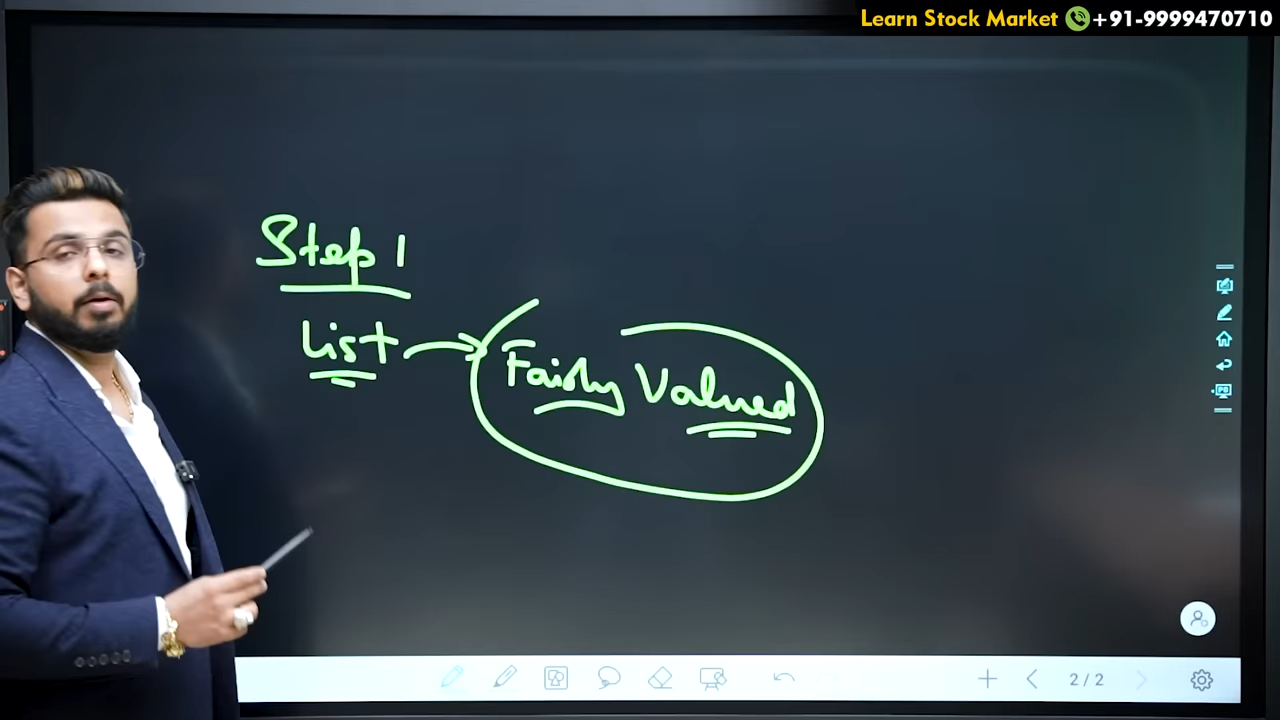 Learn Stock Market +91-9999470710
Step 1
List → Fairly Valued
2/2